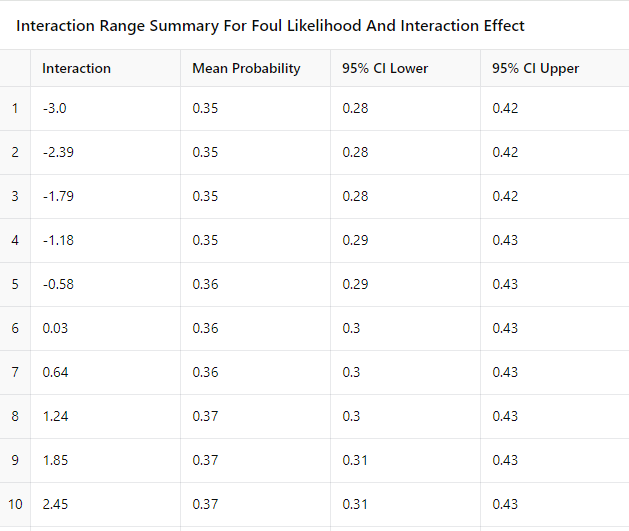 Interaction Range Summary For Foul Likelihood And Interaction Effect
Interaction Mean Probability 95% CI Lower 95% CI Upper
1 -3.0 0.35 0.28 0.42
2 -2.39 0.35 0.28 0.42
3 -1.79 0.35 0.28 0.42
4 -1.18 0.35 0.29 0.43
5 -0.58 0.36 0.29 0.43
6 0.03 0.36 0.3 0.43
7 0.64 0.36 0.3 0.43
8 1.24 0.37 0.3 0.43
9 1.85 0.37 0.31 0.43
10 2.45 0.37 0.31 0.43